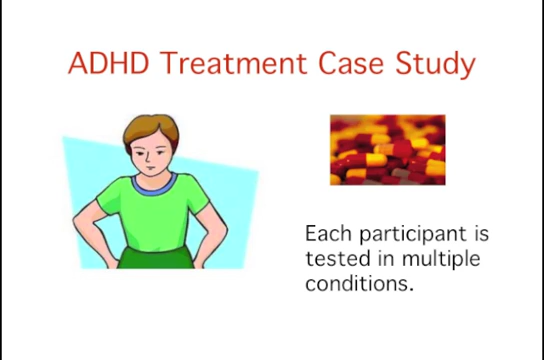 ADHD Treatment Case Study
Each participant is
tested in multiple
conditions.